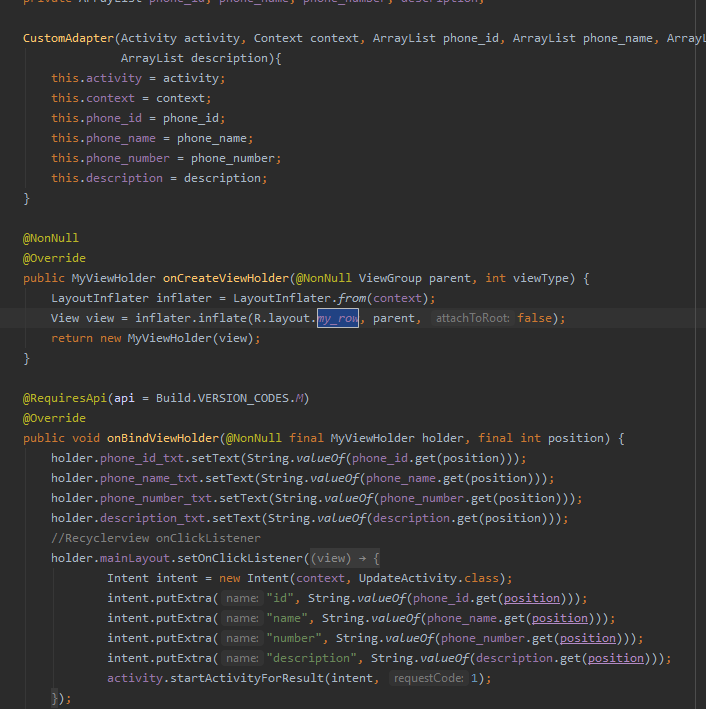 private ArrayList phone_id, phone_name, phone_number, description;
CustomAdapter(Activity activity, Context context, ArrayList phone_id, ArrayList phone_name, ArrayL
ArrayList description){
this.activity = activity;
this.context = context;
this.phone_id = phone_id;
this.phone_name = phone_name;
this.phone_number = phone_number;
this.description = description;
}
@NonNull
@Override
public MyViewHolder onCreateViewHolder(@NonNull ViewGroup parent, int viewType) {
LayoutInflater inflater = LayoutInflater.from(context);
View view = inflater.inflate(R.layout.my_row, parent, attachToRoot: false);
return new MyViewHolder(view);
}
@RequiresApi(api = Build.VERSION_CODES.M)
@Override
public void onBindViewHolder(@NonNull final MyViewHolder holder, final int position) {
holder.phone_id_txt.setText(String.valueOf(phone_id.get(position)));
holder.phone_name_txt.setText(String.valueOf(phone_name.get(position)));
holder.phone_number_txt.setText(String.valueOf(phone_number.get(position)));
holder.description_txt.setText(String.valueOf(description.get(position)));
//Recyclerview onClickListener
holder.mainLayout.setOnClickListener((view) → {
Intent intent = new Intent(context, UpdateActivity.class);
intent.putExtra( name: "id", String.valueOf(phone_id.get(position)));
intent.putExtra( name: "name", String.valueOf(phone_name.get(position)));
intent.putExtra( name: "number", String.valueOf(phone_number.get(position)));
intent.putExtra( name: "description", String.valueOf(description.get(position)));
activity.startActivityForResult(intent, requestCode: 1);
});